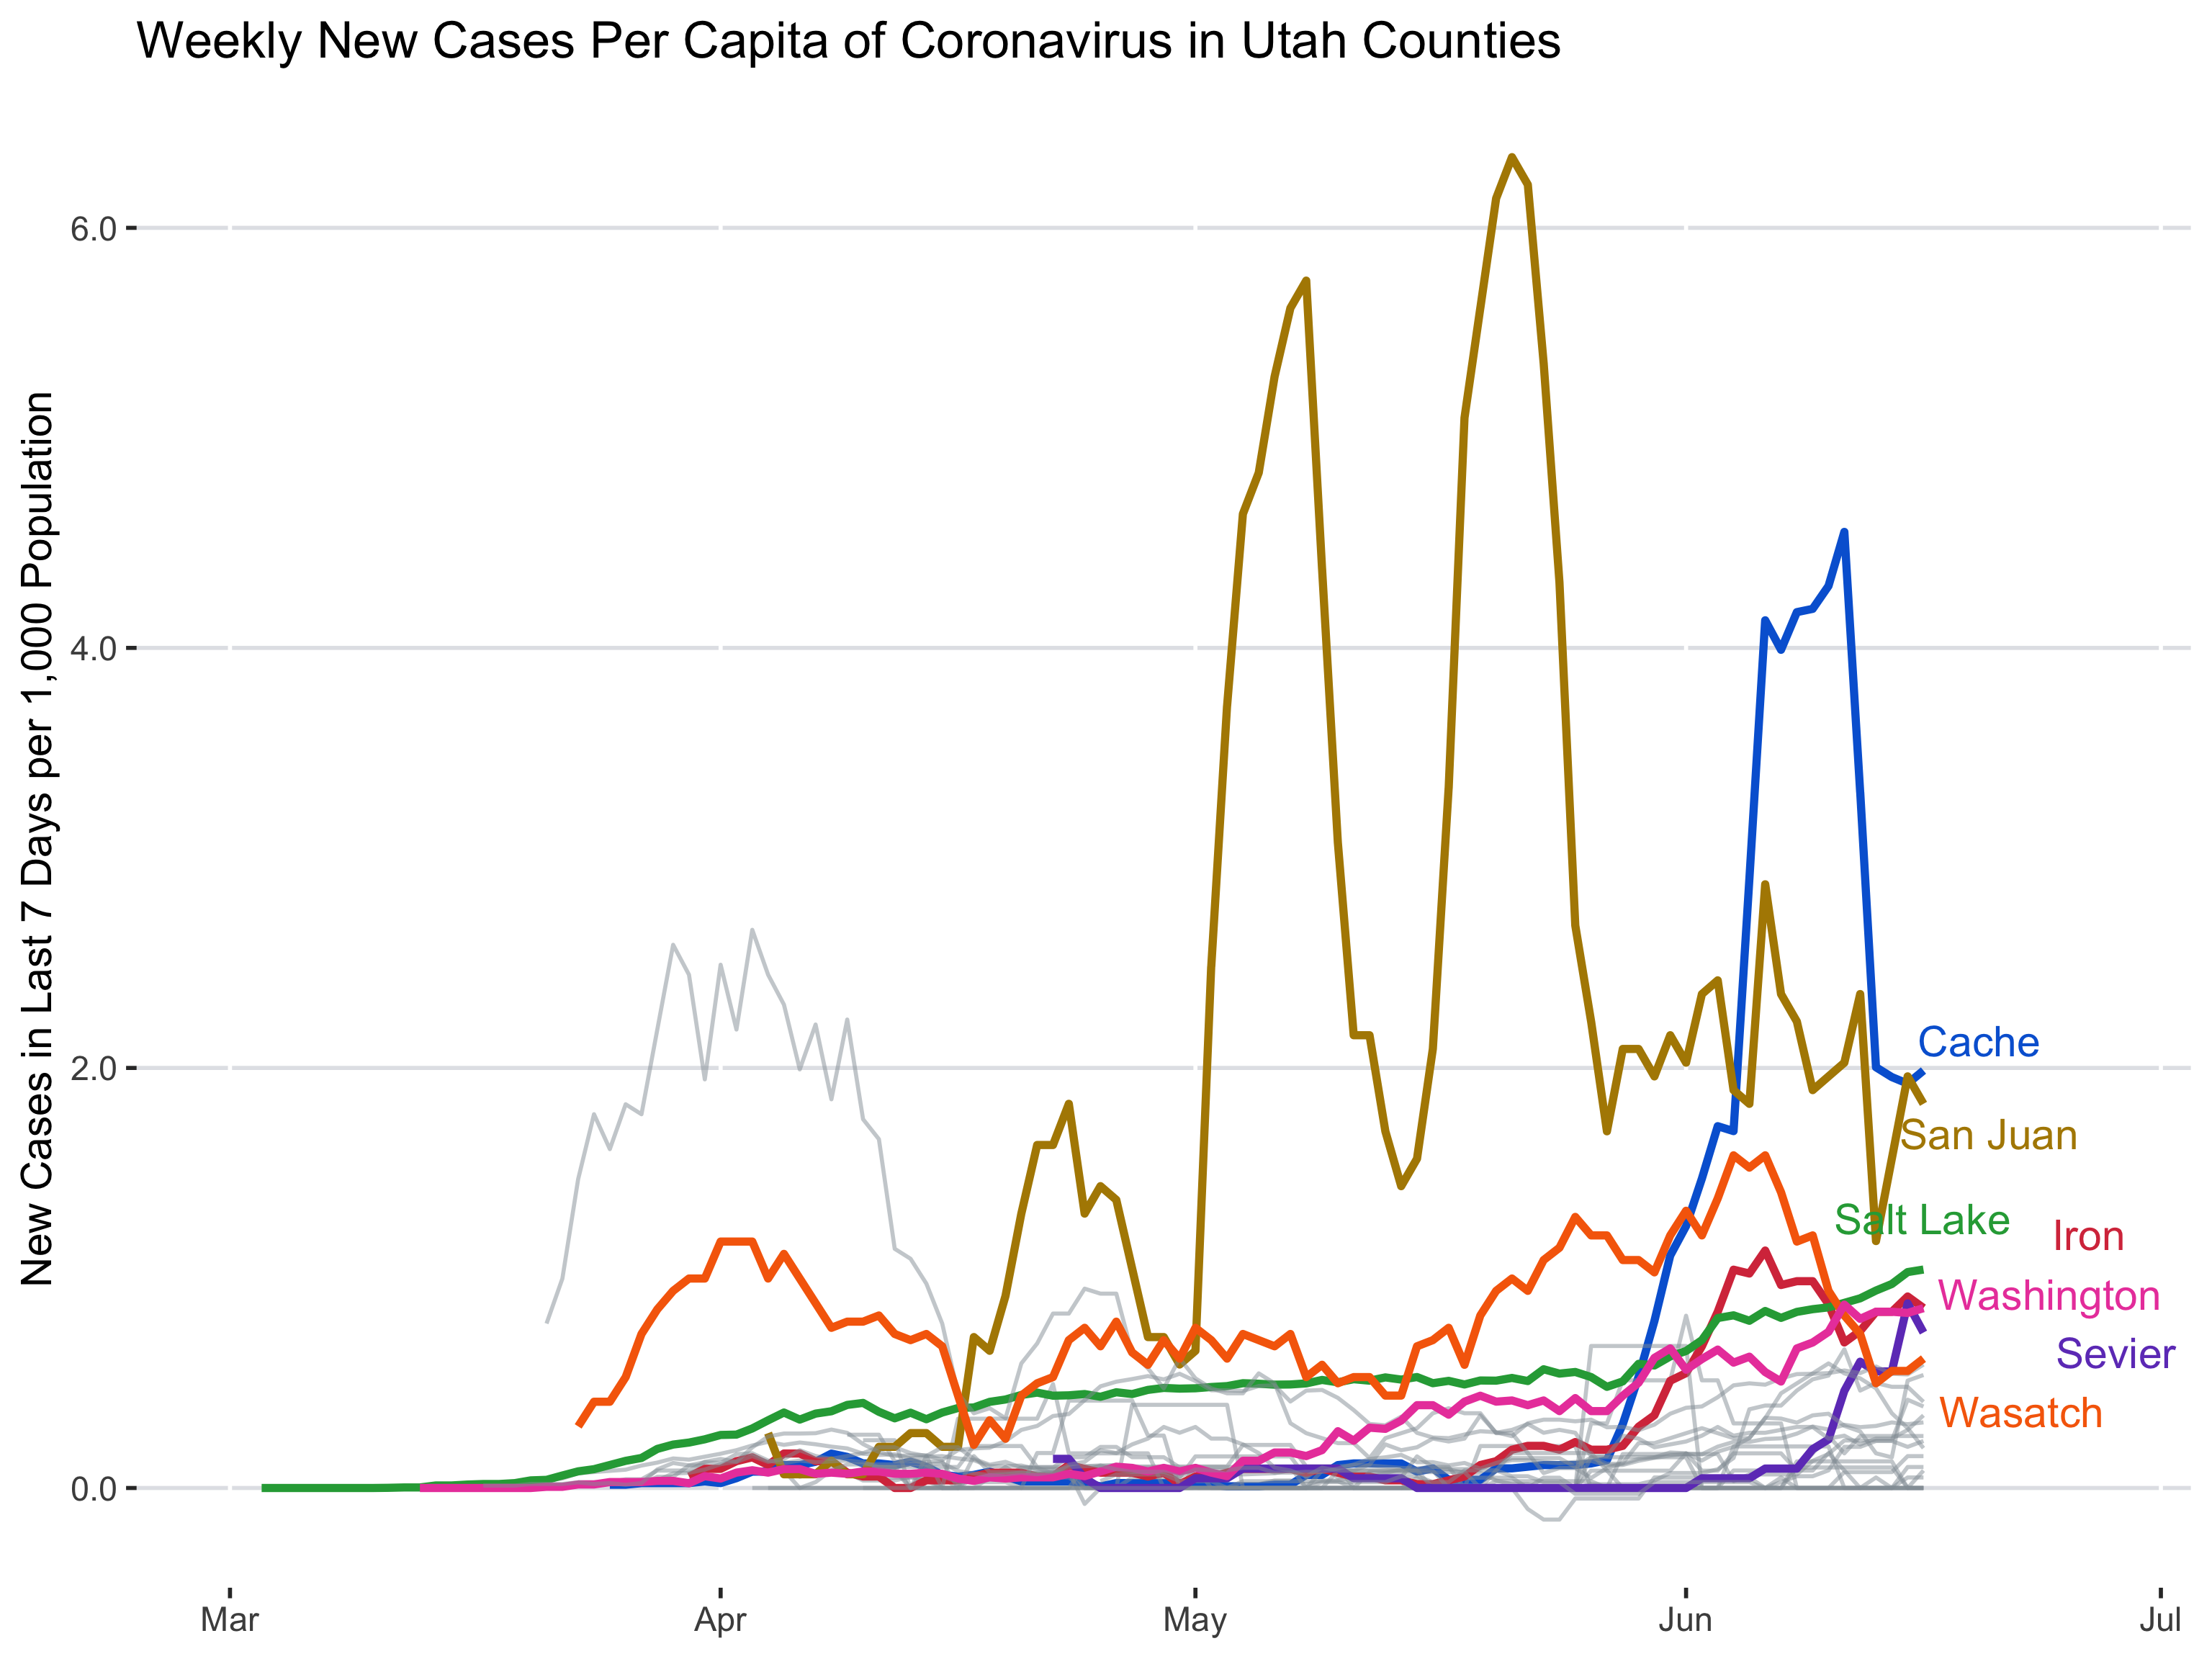 Weekly New Cases Per Capita of Coronavirus in Utah Counties
New Cases in Last 7 Days per 1,000 Population
6.0
4.0
2.0
0.0
Cache
San Juan
Salt Lake
Iron
Washington
Sevier
Wasatch
Mar
Apr
May
Jun
Jul